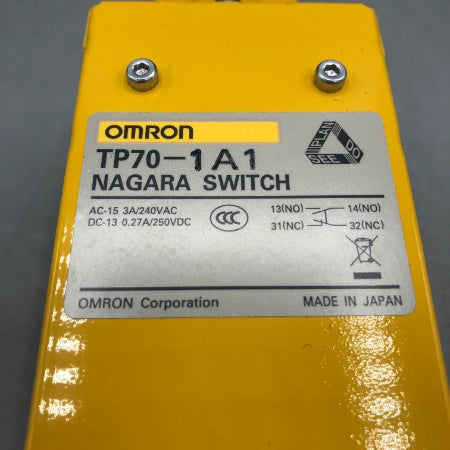 OMRON
PLAN
DO
SEE
TP70-1A1
NAGARA SWITCH
AC-15 3A/240VAC
DC-13 0.27A/250VDC
CCC
13(NO) 14(NO)
31(NC) 32(NC)
OMRON Corporation
MADE IN JAPAN